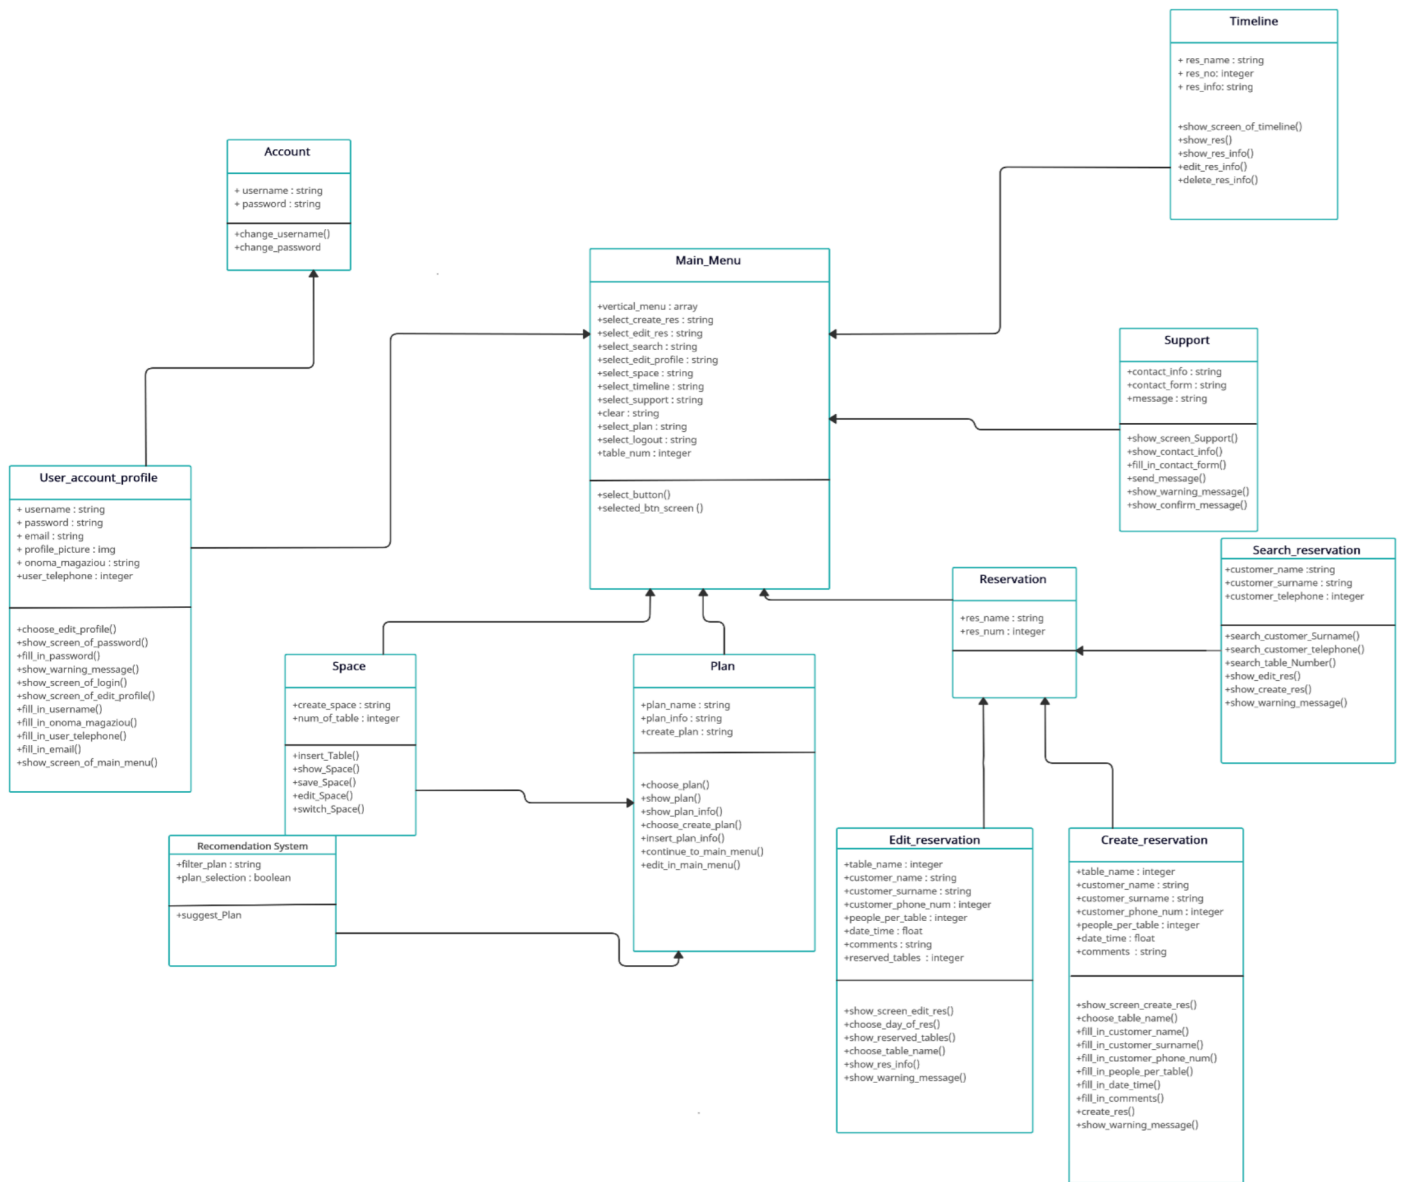 Timeline
+ res_name : string
+ res_no: integer
+ res_info: string
+show_screen_of_timeline()
+show_res()
+show_res_info()
+edit_res_info()
+delete_res_info()
Account
+ username : string
+ password : string
+change_username()
+change_password
Main_Menu
+vertical_menu : array
+select_create_res : string
+select_edit_res : string
+select_search : string
+select_edit_profile : string
+select_space : string
+select_timeline : string
+select_support : string
+clear : string
+select_plan : string
+select_logout : string
+table_num : integer
+select_button()
+selected_btn_screen ()
Support
+contact_info : string
+contact_form : string
+message : string
+show_screen_Support()
+show_contact_info()
+fill_in_contact_form()
+send_message()
+show_warning_message()
+show_confirm_message()
User_account_profile
+ username : string
+ password : string
+ email : string
+ profile_picture : img
+ onoma_magaziou : string
+user_telephone : integer
+choose_edit_profile()
+show_screen_of_password()
+fill_in_password()
+show_warning_message()
+show_screen_of_login()
+show_screen_of_edit_profile()
+fill_in_username()
+fill_in_onoma_magaziou()
+fill_in_user_telephone()
+fill_in_email()
+show_screen_of_main_menu()
Search_reservation
+customer_name :string
+customer_surname : string
+customer_telephone : integer
+search_customer_Surname()
+search_customer_telephone()
+search_table_Number()
+show_edit_res()
+show_create_res()
+show_warning_message()
Reservation
+res_name : string
+res_num : integer
Space
+create_space : string
+num_of_table : integer
+insert_Table()
+show_Space()
+save_Space()
+edit_Space()
+switch_Space()
Plan
+plan_name : string
+plan_info : string
+create_plan : string
+choose_plan()
+show_plan()
+show_plan_info()
+choose_create_plan()
+insert_plan_info()
+continue_to_main_menu()
+edit_in_main_menu()
Recomendation System
+filter_plan : string
+plan_selection : boolean
+suggest_Plan
Edit_reservation
+table_name : integer
+customer_name : string
+customer_surname : string
+customer_phone_num : integer
+people_per_table : integer
+date_time : float
+comments : string
+reserved_tables : integer
+show_screen_edit_res()
+choose_day_of_res()
+show_reserved_tables()
+choose_table_name()
+show_res_info()
+show_warning_message()
Create_reservation
+table_name : integer
+customer_name : string
+customer_surname : string
+customer_phone_num : integer
+people_per_table : integer
+date_time : float
+comments : string
+show_screen_create_res()
+choose_table_name()
+fill_in_customer_name()
+fill_in_customer_surname()
+fill_in_customer_phone_num()
+fill_in_people_per_table()
+fill_in_date_time()
+fill_in_comments()
+create_res()
+show_warning_message()